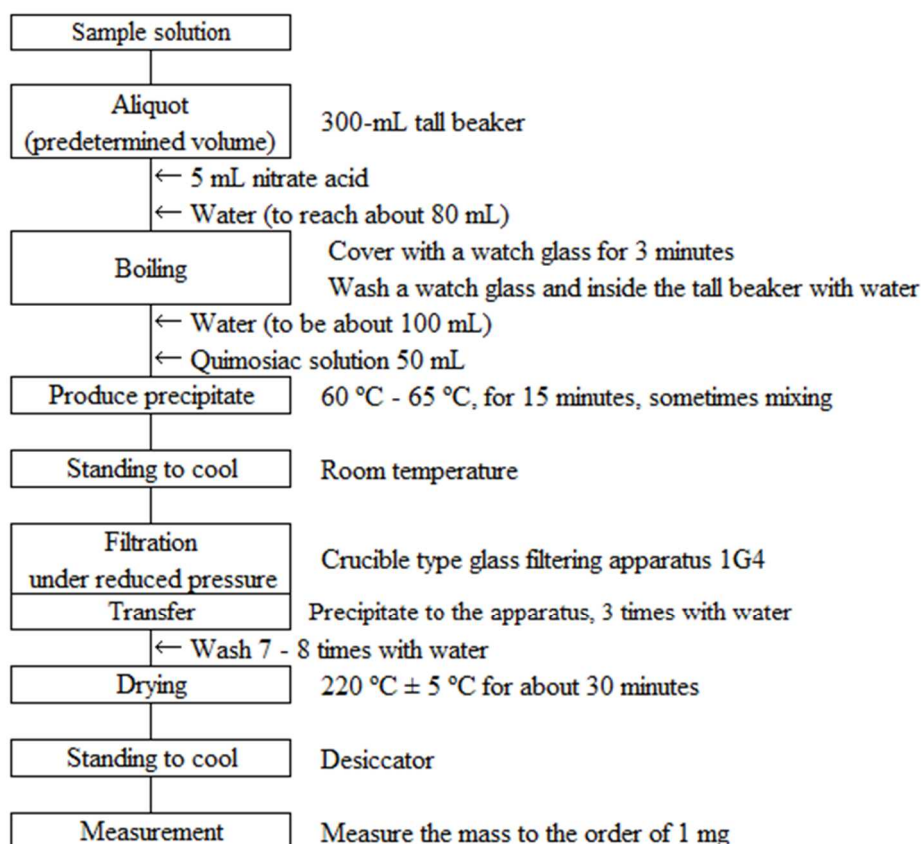 Sample solution
Aliquot
(predetermined volume)
300-mL tall beaker
← 5 mL nitrate acid
← Water (to reach about 80 mL)
Boiling
Cover with a watch glass for 3 minutes
Wash a watch glass and inside the tall beaker with water
← Water (to be about 100 mL)
← Quimosiac solution 50 mL
Produce precipitate
60 ºC - 65 ºC, for 15 minutes, sometimes mixing
Standing to cool
Room temperature
Filtration
under reduced pressure
Crucible type glass filtering apparatus 1G4
Transfer
Precipitate to the apparatus, 3 times with water
← Wash 7 - 8 times with water
Drying
220 ºC ± 5 ºC for about 30 minutes
Standing to cool
Desiccator
Measurement
Measure the mass to the order of 1 mg